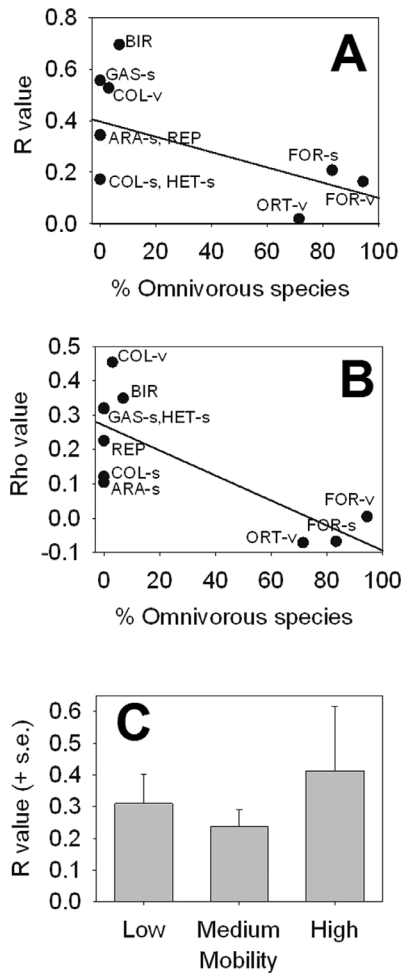 A
R value
0.8
0.6
0.4
0.2
0.0
BIR
GAS-s
COL-v
ARA-s, REP
COL-s, HET-s
FOR-s
FOR-v
ORT-v
0 20 40 60 80 100
% Omnivorous species
B
Rho value
0.5
0.4
0.3
0.2
0.1
0.0
-0.1
COL-v
BIR
GAS-s,HET-s
REP
COL-s
ARA-s
FOR-v
FOR-s
ORT-v
0 20 40 60 80 100
% Omnivorous species
C
R value (+ s.e.)
0.6
0.5
0.4
0.3
0.2
0.1
0.0
Low Medium High
Mobility